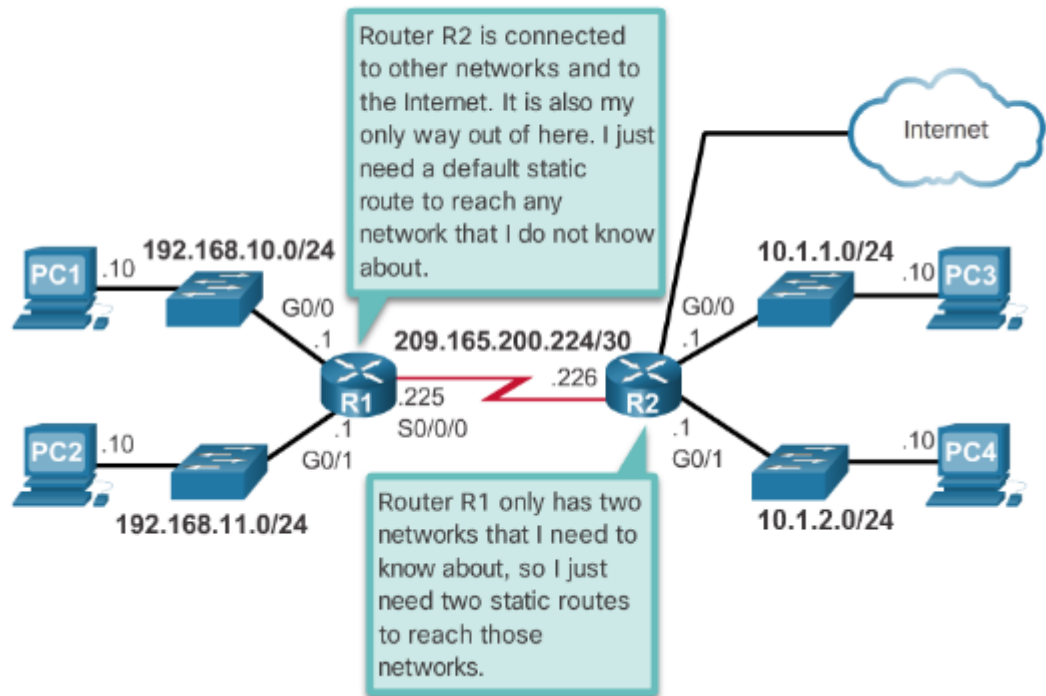 Router R2 is connected
to other networks and to
the Internet. It is also my
only way out of here. I just
need a default static
route to reach any
network that I do not know
about.
Internet
192.168.10.0/24
10.1.1.0/24
PC1
.10
.10
PC3
G0/0
G0/0
.1
209.165.200.224/30
.1
R1
.225
.226
R2
S0/0/0
PC2
.10
.1
.1
.10
PC4
G0/1
G0/1
192.168.11.0/24
10.1.2.0/24
Router R1 only has two
networks that I need to
know about, so I just
need two static routes
to reach those
networks.